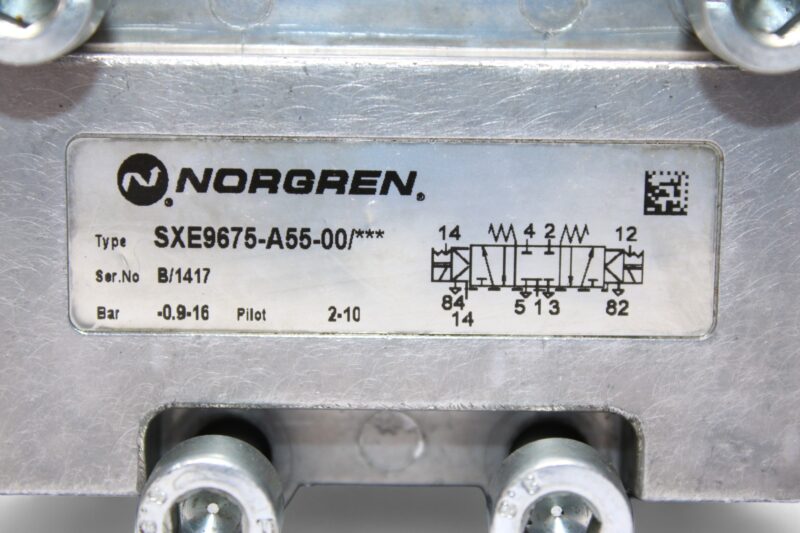 NORGREN
Type SXE9675-A55-00/***
Ser.No B/1417
Bar -0.9-16 Pilot 2-10
14 4 2 12
84 5 1 3 82
14